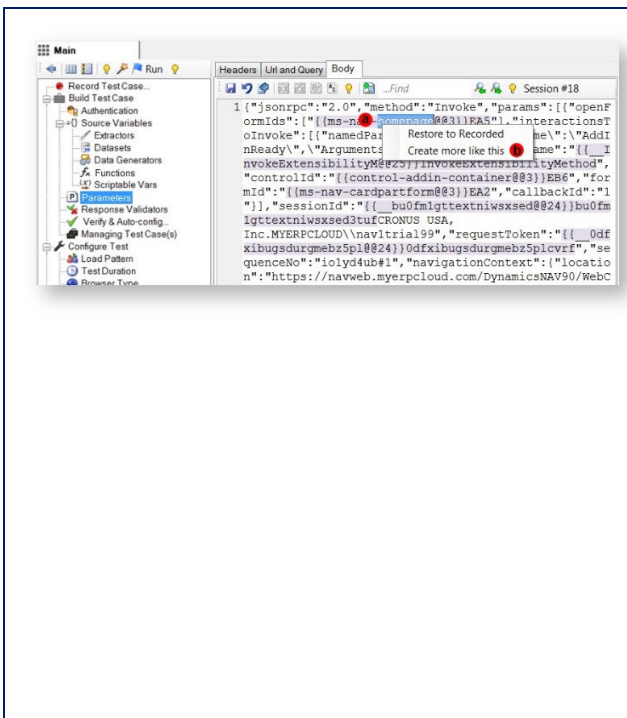 Main
Run
Record Test Case...
Build Test Case
Authentication
Source Variables
Extractors
Datasets
Data Generators
Functions
Scriptable Vars
Parameters
Response Validators
Verify & Auto-config...
Managing Test Case(s)
Configure Test
Load Pattern
Test Duration
Browser Type
Headers Url and Query Body
...Find Session #18
1 {"jsonrpc":"2.0","method":"Invoke","params":[{"openF
ormIds":["{{ms-na a -homepage@@3}}EA5"],"interactionsT
oInvoke":[{"namedPar me\":\"AddI
Restore to Recorded
nReady\",\"Arguments ame":"{{__I
Create more like this b
nvokeExtensibilityM@@25}}InvokeExtensibilityMethod",
"controlId":"{{control-addin-container@@3}}EB6","for
mId":"{{ms-nav-cardpartform@@3}}EA2","callbackId":"1
"}],"sessionId":"{{__bu0fm1gttextniwsxsed@@24}}bu0fm
1gttextniwsxsed3tufCRONUS USA,
Inc.MYERPCLOUD\\nav1trial99","requestToken":"{{__0df
xibugsdurgmebz5pl@@24}}0dfxibugsdurgmebz5plcvrf","se
quenceNo":"io1yd4ub#1","navigationContext":{"locatio
n":"https://navweb.myerpcloud.com/DynamicsNAV90/WebC